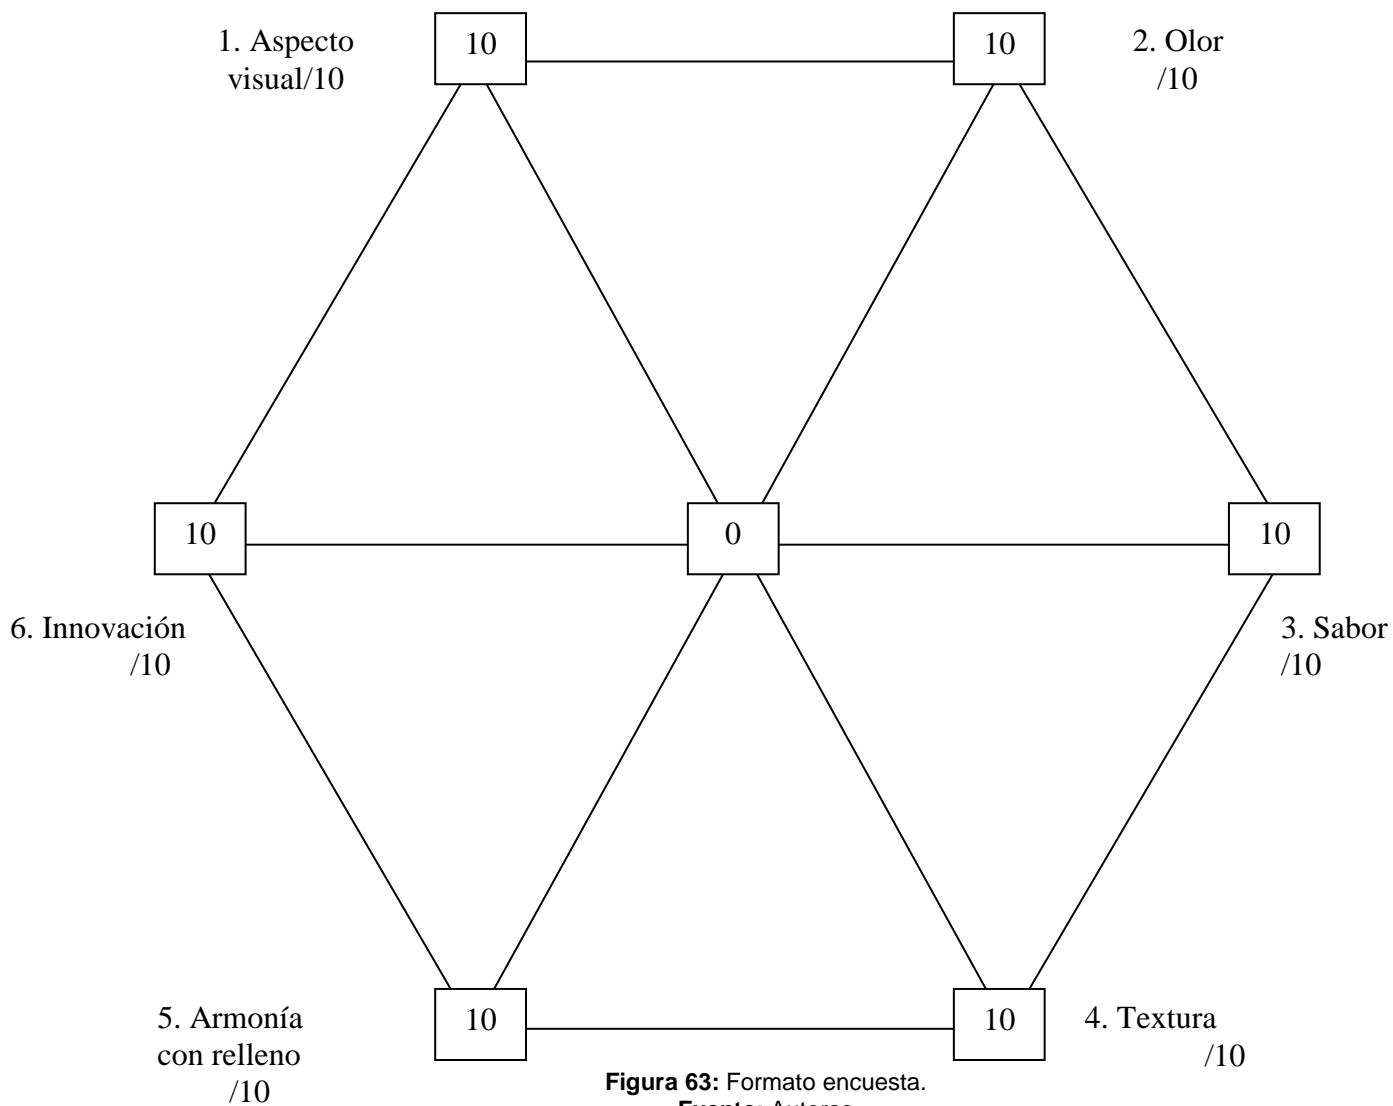 1. Aspecto
visual/10
10
10
2. Olor
/10
10
0
10
6. Innovación
/10
3. Sabor
/10
5. Armonía
con relleno
/10
10
10
4. Textura
/10
Figura 63: Formato encuesta.